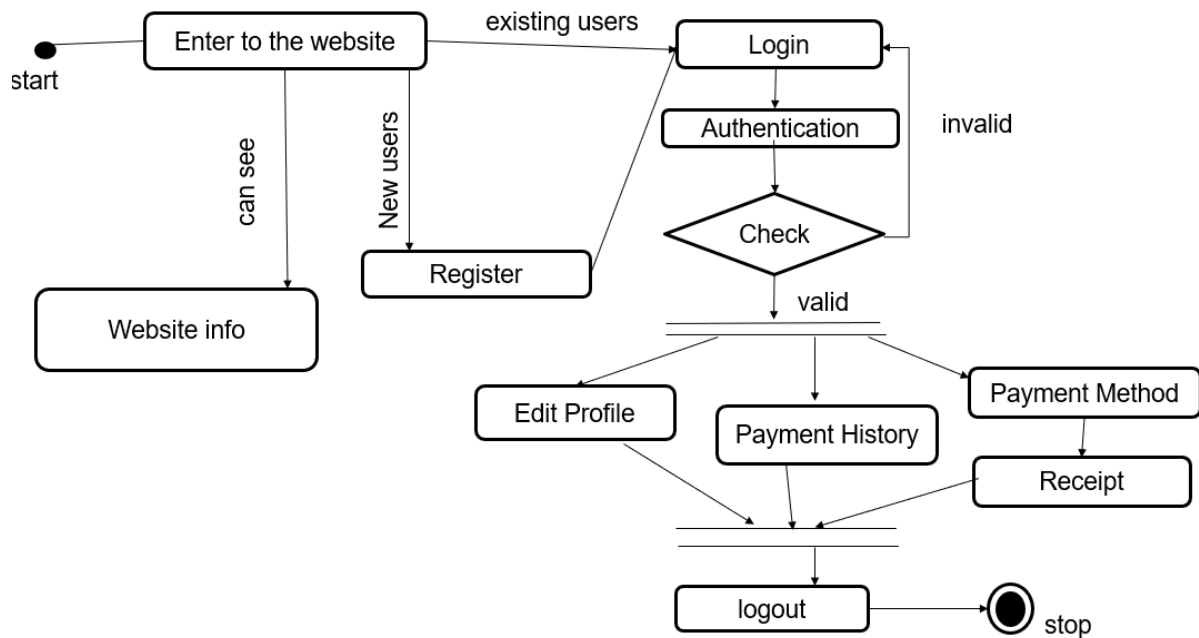 existing users
Enter to the website
start
Login
Authentication
invalid
can see
New users
Check
Register
Website info
valid
Edit Profile
Payment History
Payment Method
Receipt
logout
stop